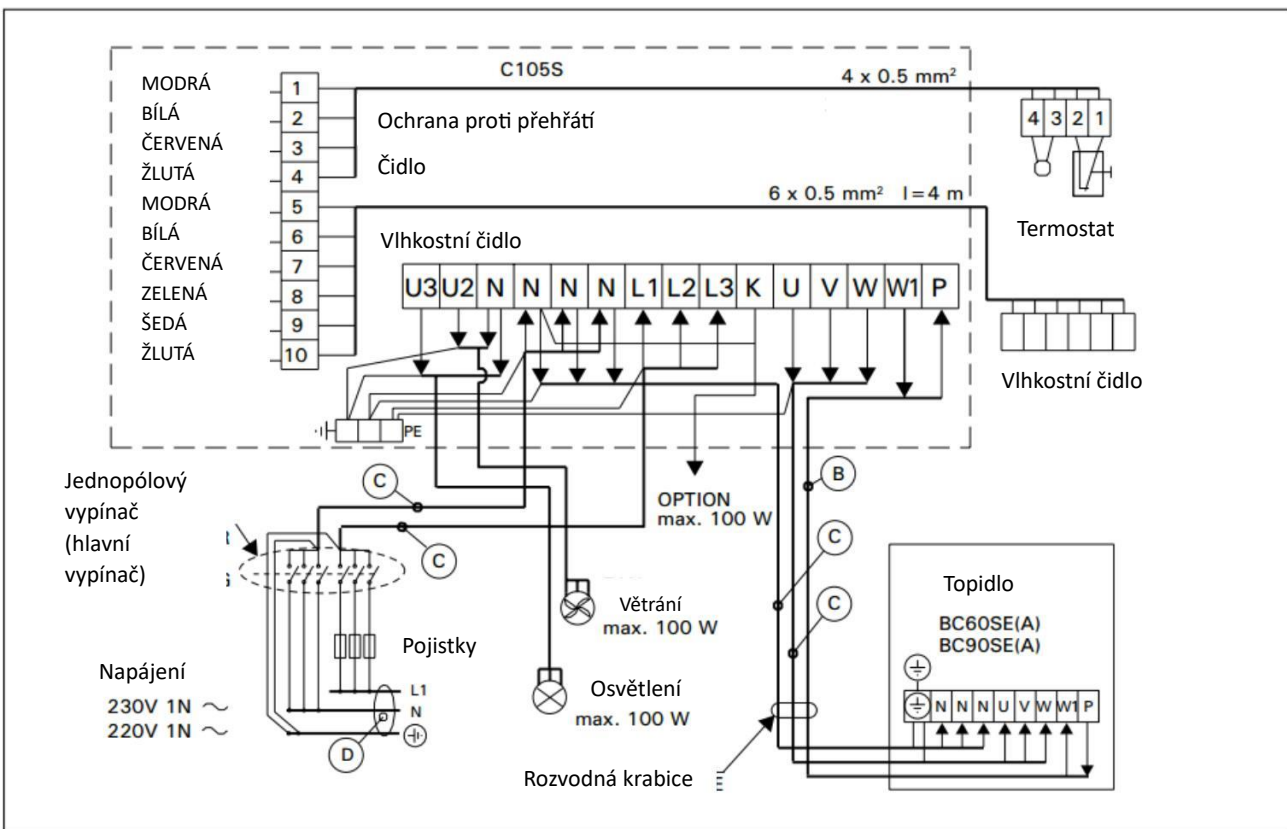 C105S
4 x 0.5 mm²
MODRÁ 1
BÍLÁ 2
ČERVENÁ 3
ŽLUTÁ 4
MODRÁ 5
BÍLÁ 6
ČERVENÁ 7
ZELENÁ 8
ŠEDÁ 9
ŽLUTÁ 10
Ochrana proti přehřátí
Čidlo
4 3 2 1
6 x 0.5 mm² l = 4 m
Termostat
Vlhkostní čidlo
U3 U2 N N N N L1 L2 L3 K U V W W1 P
Vlhkostní čidlo
PE
Jednopólový
vypínač
(hlavní
vypínač)
C
C
OPTION
max. 100 W
B
C
C
Větrání
max. 100 W
Topidlo
BC60SE(A)
BC90SE(A)
Pojistky
Napájení
230V 1N ~
220V 1N ~
L1
N
D
Osvětlení
max. 100 W
N N N U V W W1 P
Rozvodná krabice